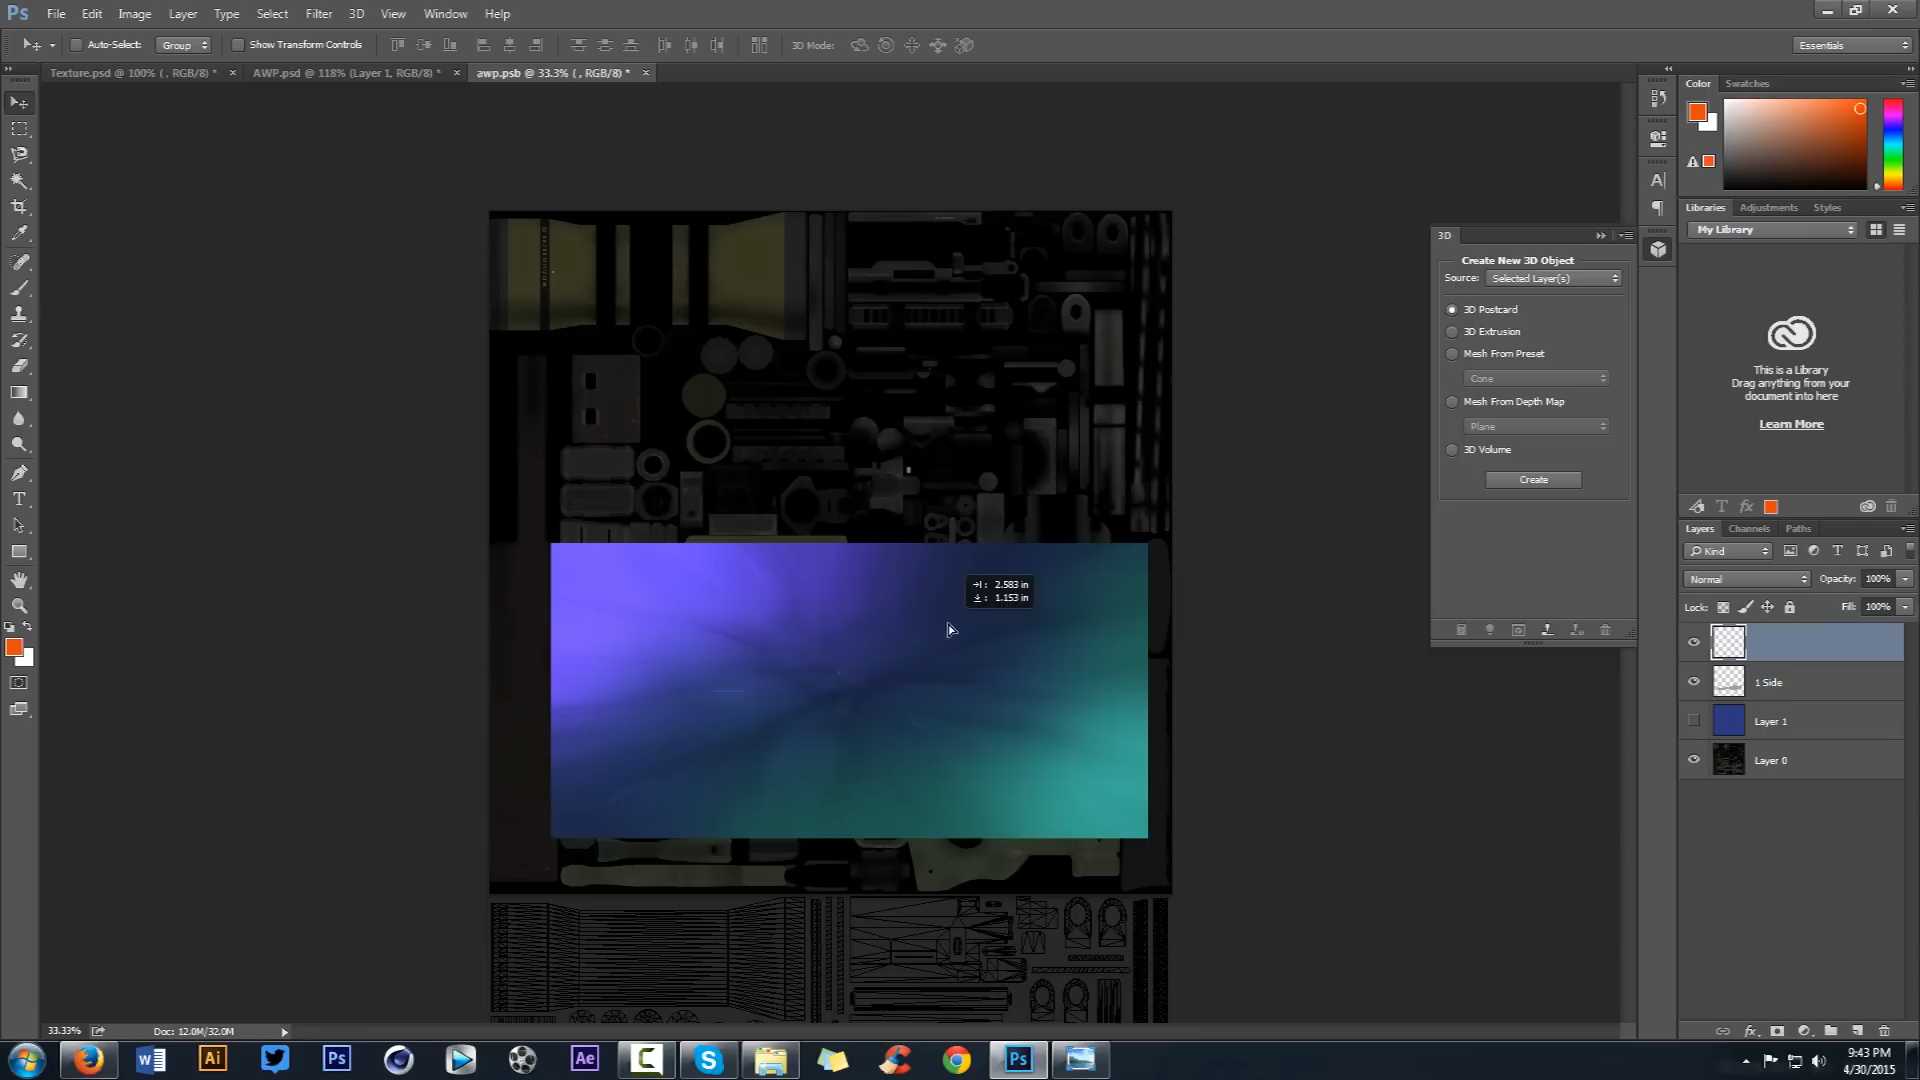 Ps File Edit Image Layer Type Select Filter 3D View Window Help
Auto-Select: Group Show Transform Controls 3D Mode: Essentials
Texture.psd @ 100% ( , RGB/8) * AWP.psd @ 118% (Layer 1, RGB/8) * awp.psb @ 33.3% ( , RGB/8) *
Color Swatches
Libraries Adjustments Styles
My Library
This is a Library
Drag anything from your
document into here
Learn More
3D
Create New 3D Object
Source: Selected Layer(s)
3D Postcard
3D Extrusion
Mesh From Preset
Cone
Mesh From Depth Map
Plane
3D Volume
Create
2.583 in
1.153 in
Layers Channels Paths
Kind
Normal Opacity: 100%
Lock: Fill: 100%
1 Side
Layer 1
Layer 0
33.33% Doc: 12.0M/32.0M
W Ai Ps Ae C S Ps
9:43 PM
4/30/2015